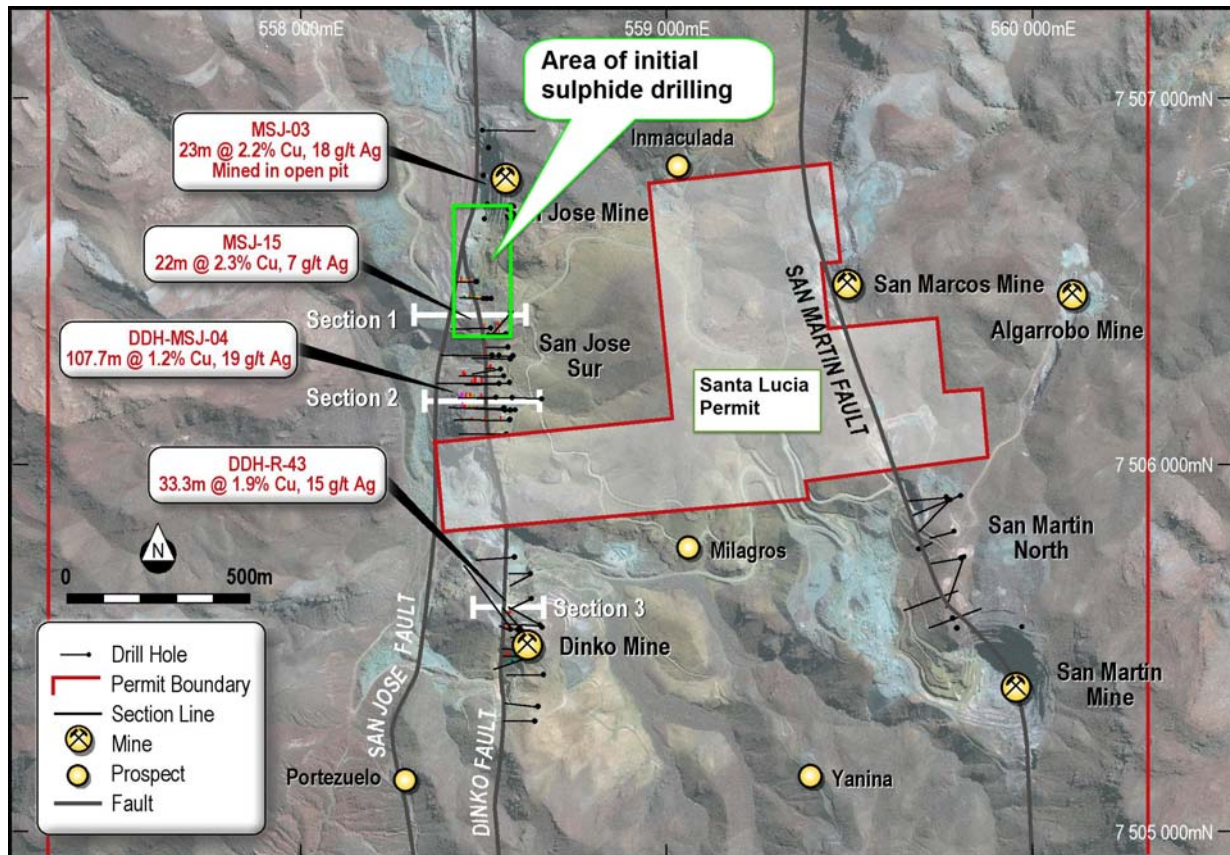 558 000mE
559 000mE
560 000mE
Area of initial
sulphide drilling
7 507 000mN
MSJ-03
23m @ 2.2% Cu, 18 g/t Ag
Mined in open pit
Inmaculada
San Jose Mine
MSJ-15
22m @ 2.3% Cu, 7 g/t Ag
SAN MARTIN FAULT
San Marcos Mine
Algarrobo Mine
Section 1
San Jose
Sur
DDH-MSJ-04
107.7m @ 1.2% Cu, 19 g/t Ag
Santa Lucia
Permit
Section 2
DDH-R-43
33.3m @ 1.9% Cu, 15 g/t Ag
7 506 000mN
San Martin
North
Milagros
N
0 500m
Section 3
Dinko Mine
Drill Hole
Permit Boundary
Section Line
Mine
Prospect
Fault
SAN JOSE FAULT
DINKO FAULT
San Martin
Mine
Portezuelo
Yanina
7 505 000mN